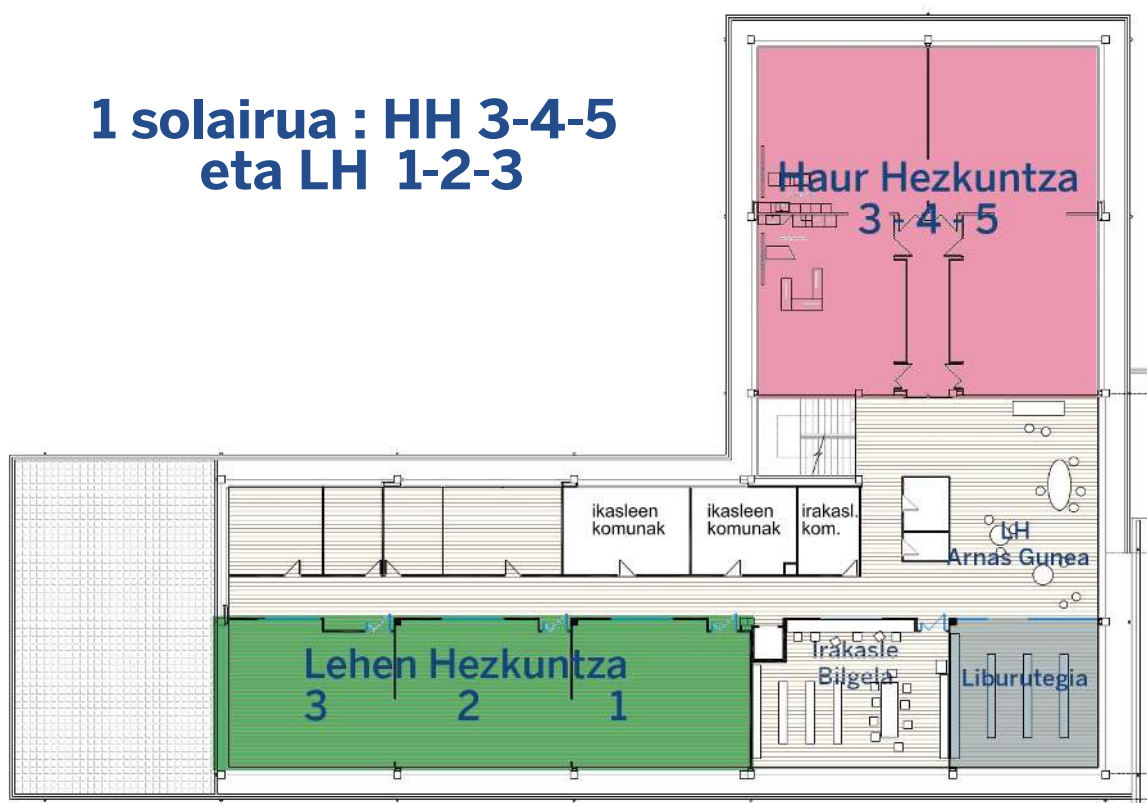 1 solairua : HH 3-4-5
eta LH 1-2-3
Haur Hezkuntza
3 - 4 - 5
ikasleen
komunak
ikasleen
komunak
irakasl.
kom.
LH
Arnas Gunea
Lehen Hezkuntza
3 2 1
Irakasle
Bilgela
Liburutegia